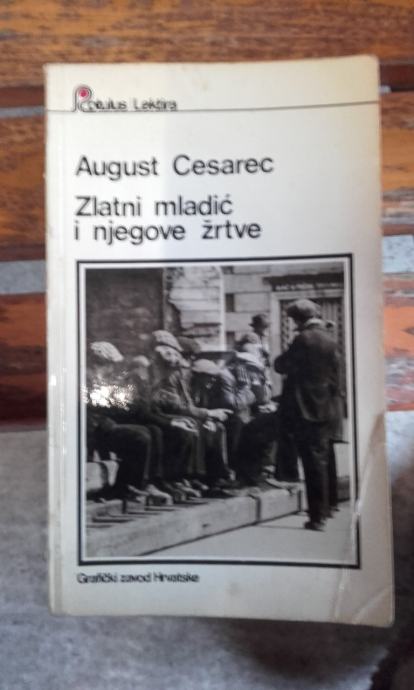 Lektira
August Cesarec
Zlatni mladić
i njegove žrtve
Grafički zavod Hrvatske